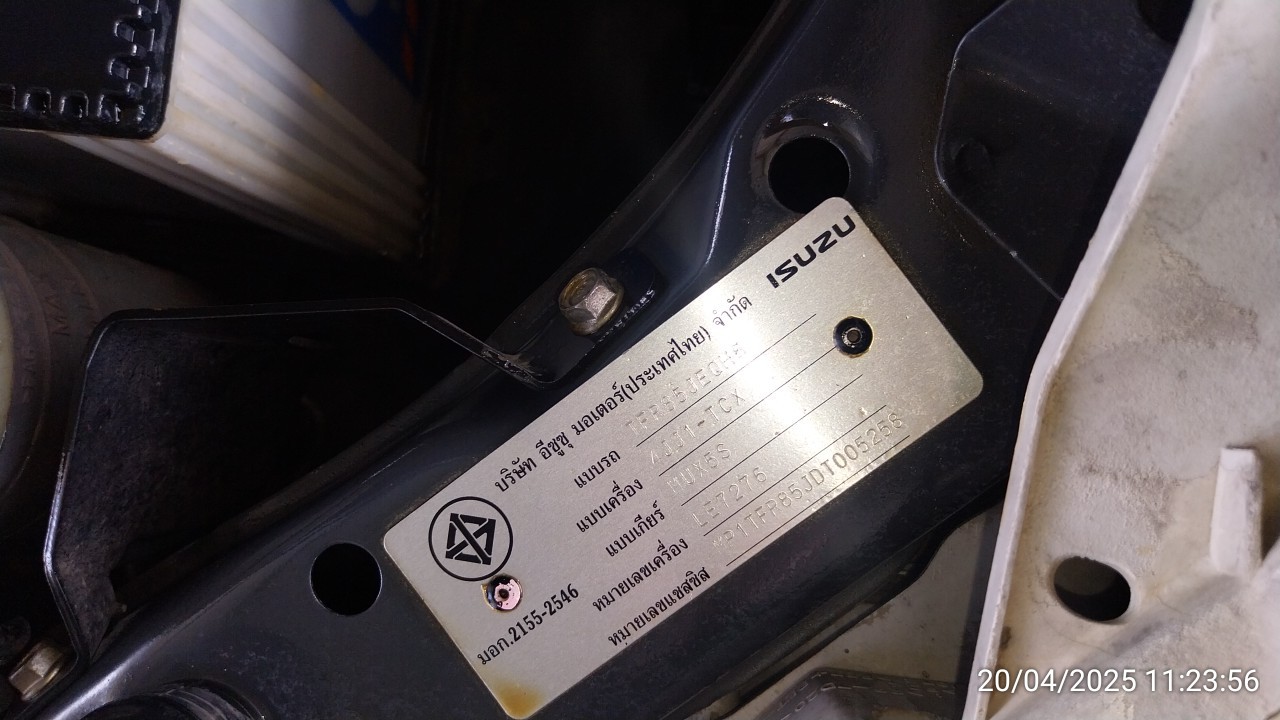 ISUZU
บริษัท อีซูซุ มอเตอร์(ประเทศไทย) จำกัด
แบบรถ
แบบเครื่อง 4JJ1-TCX
แบบเกียร์ MUX5S
หมายเลขเครื่อง LE7276
หมายเลขแชสซิส MP1TFP85JDT005258
มอก.2155-2546
20/04/2025 11:23:56